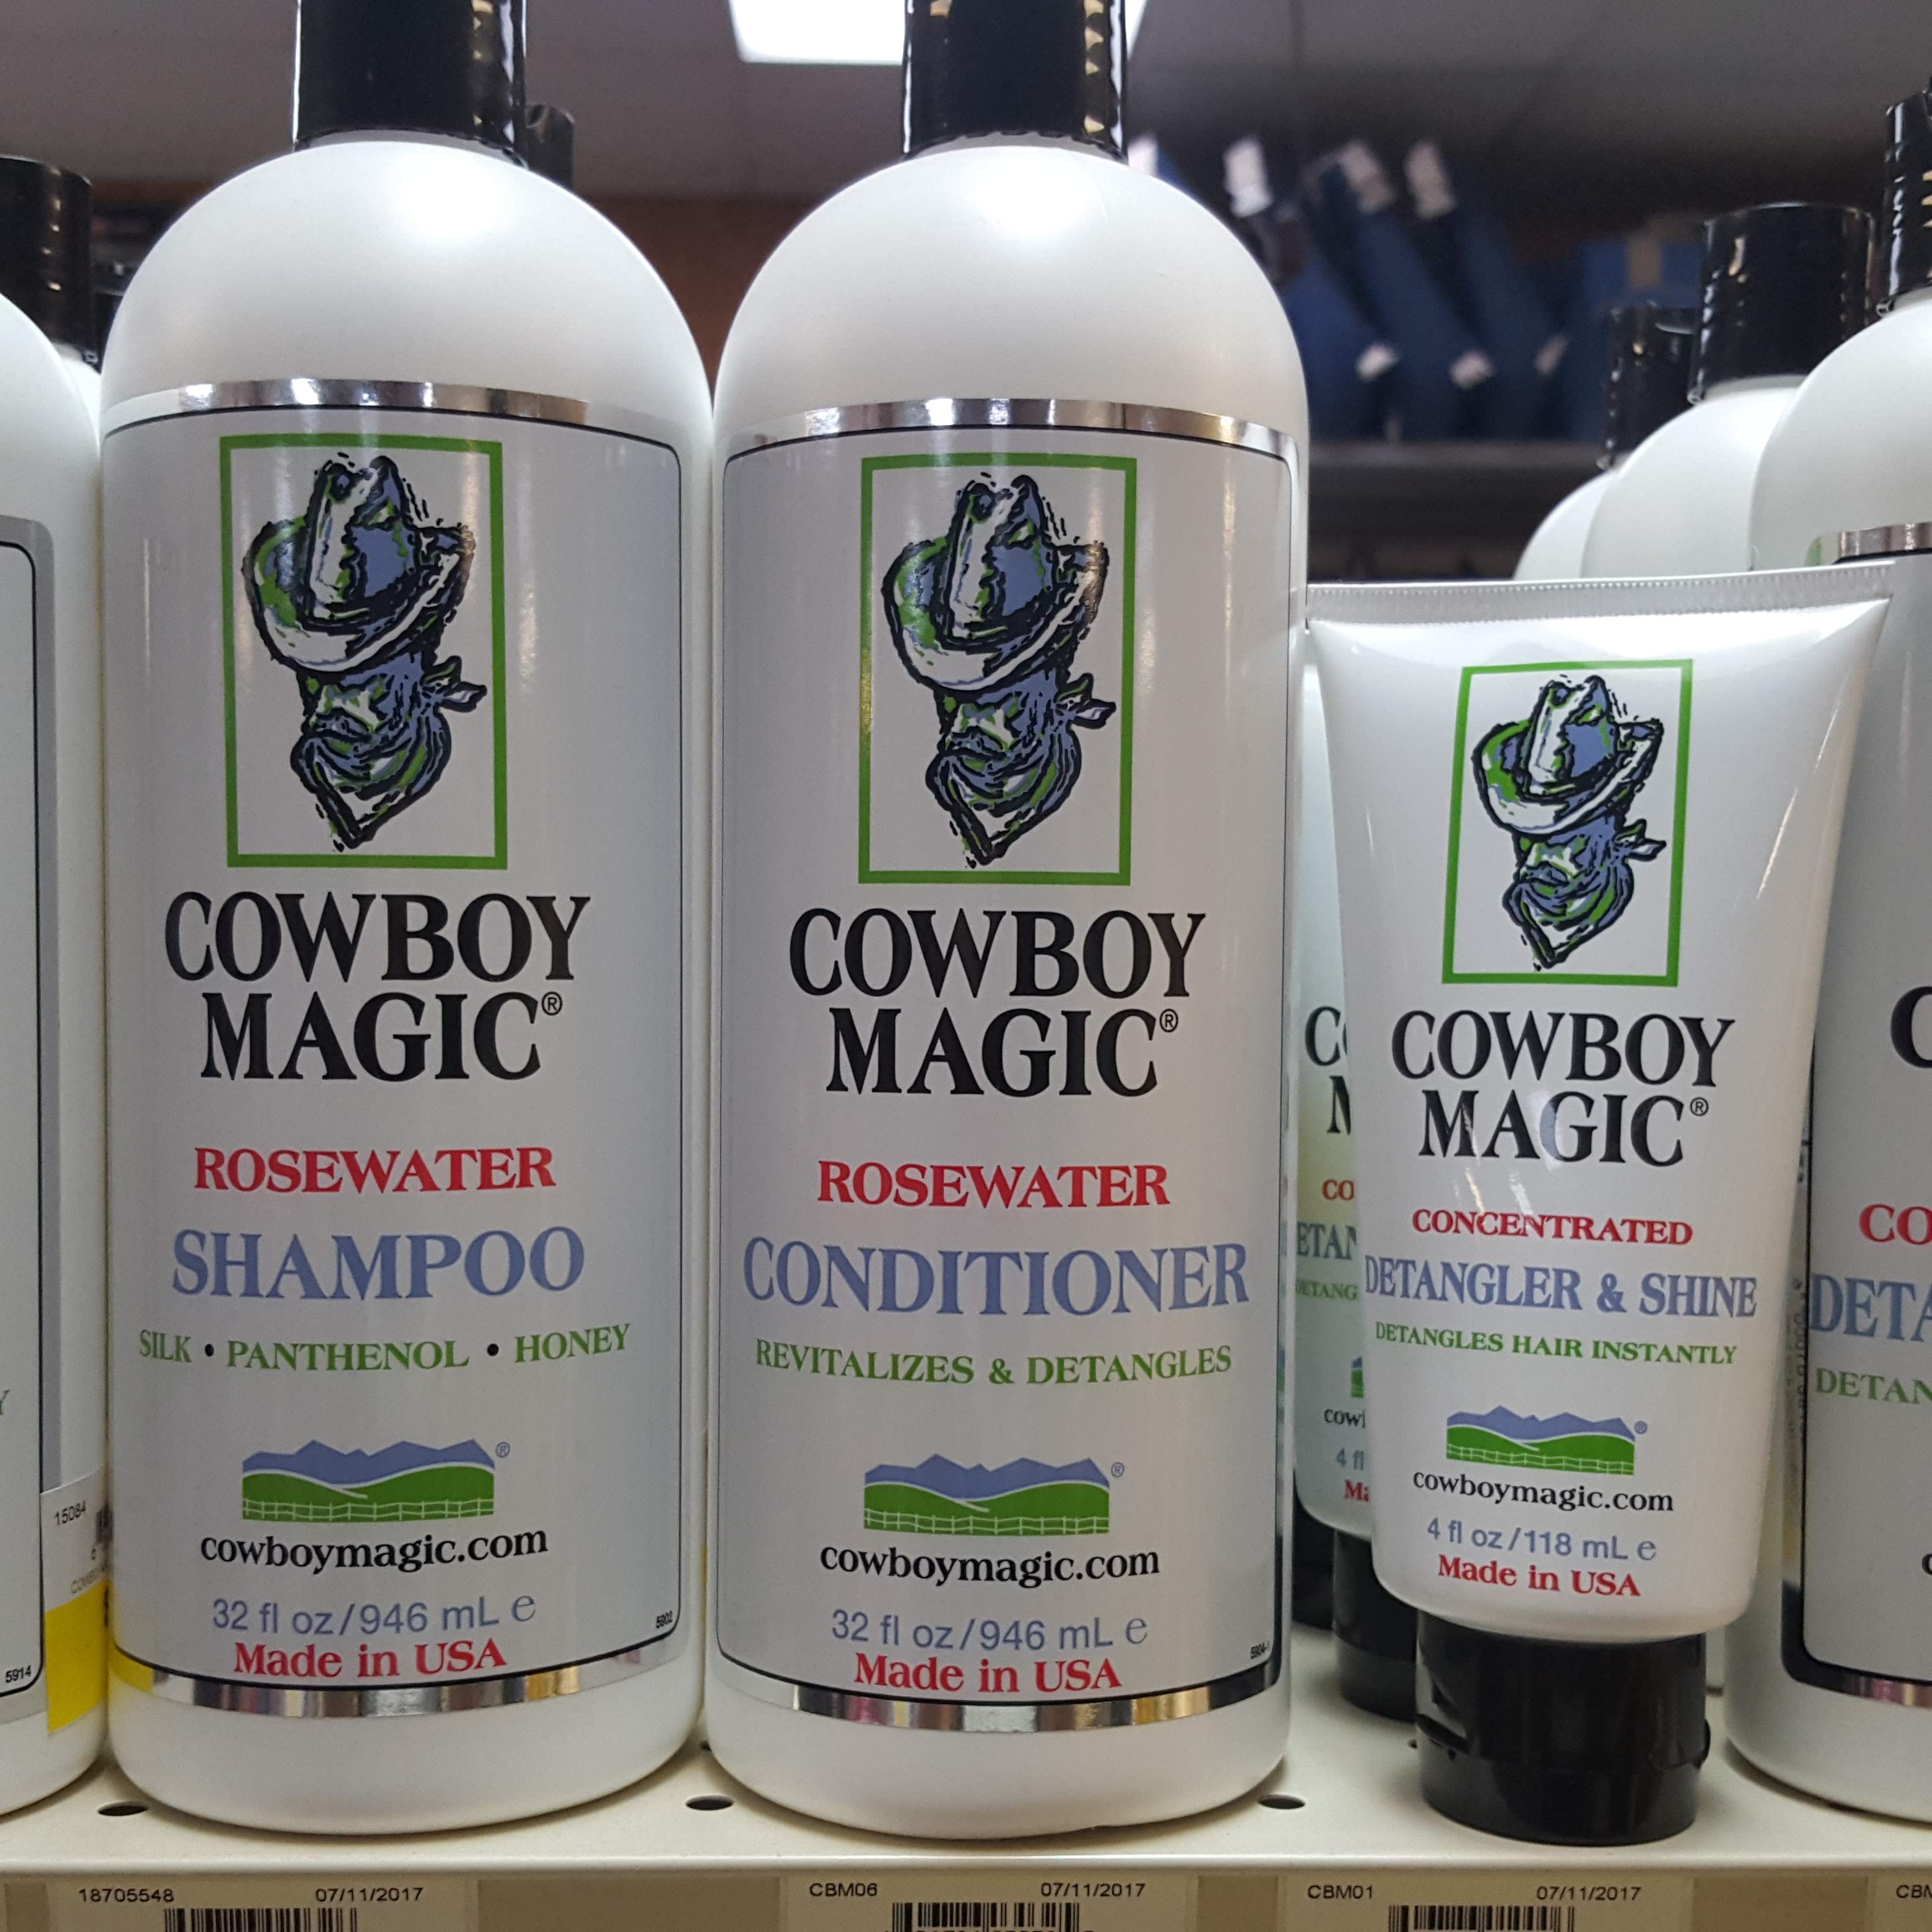 COWBOY
MAGIC®
ROSEWATER
SHAMPOO
SILK • PANTHENOL • HONEY
®
cowboymagic.com
32 fl oz/946 mL e
Made in USA
5902
COWBOY
MAGIC®
ROSEWATER
CONDITIONER
REVITALIZES & DETANGLES
®
cowboymagic.com
32 fl oz/946 mL e
Made in USA
COWBOY
MAGIC®
CONCENTRATED
DETANGLER & SHINE
DETANGLES HAIR INSTANTLY
®
cowboymagic.com
4 fl oz/118 mL e
Made in USA
15084
5914
18705548 07/11/2017
CBM06 07/11/2017
CBM01 07/11/2017